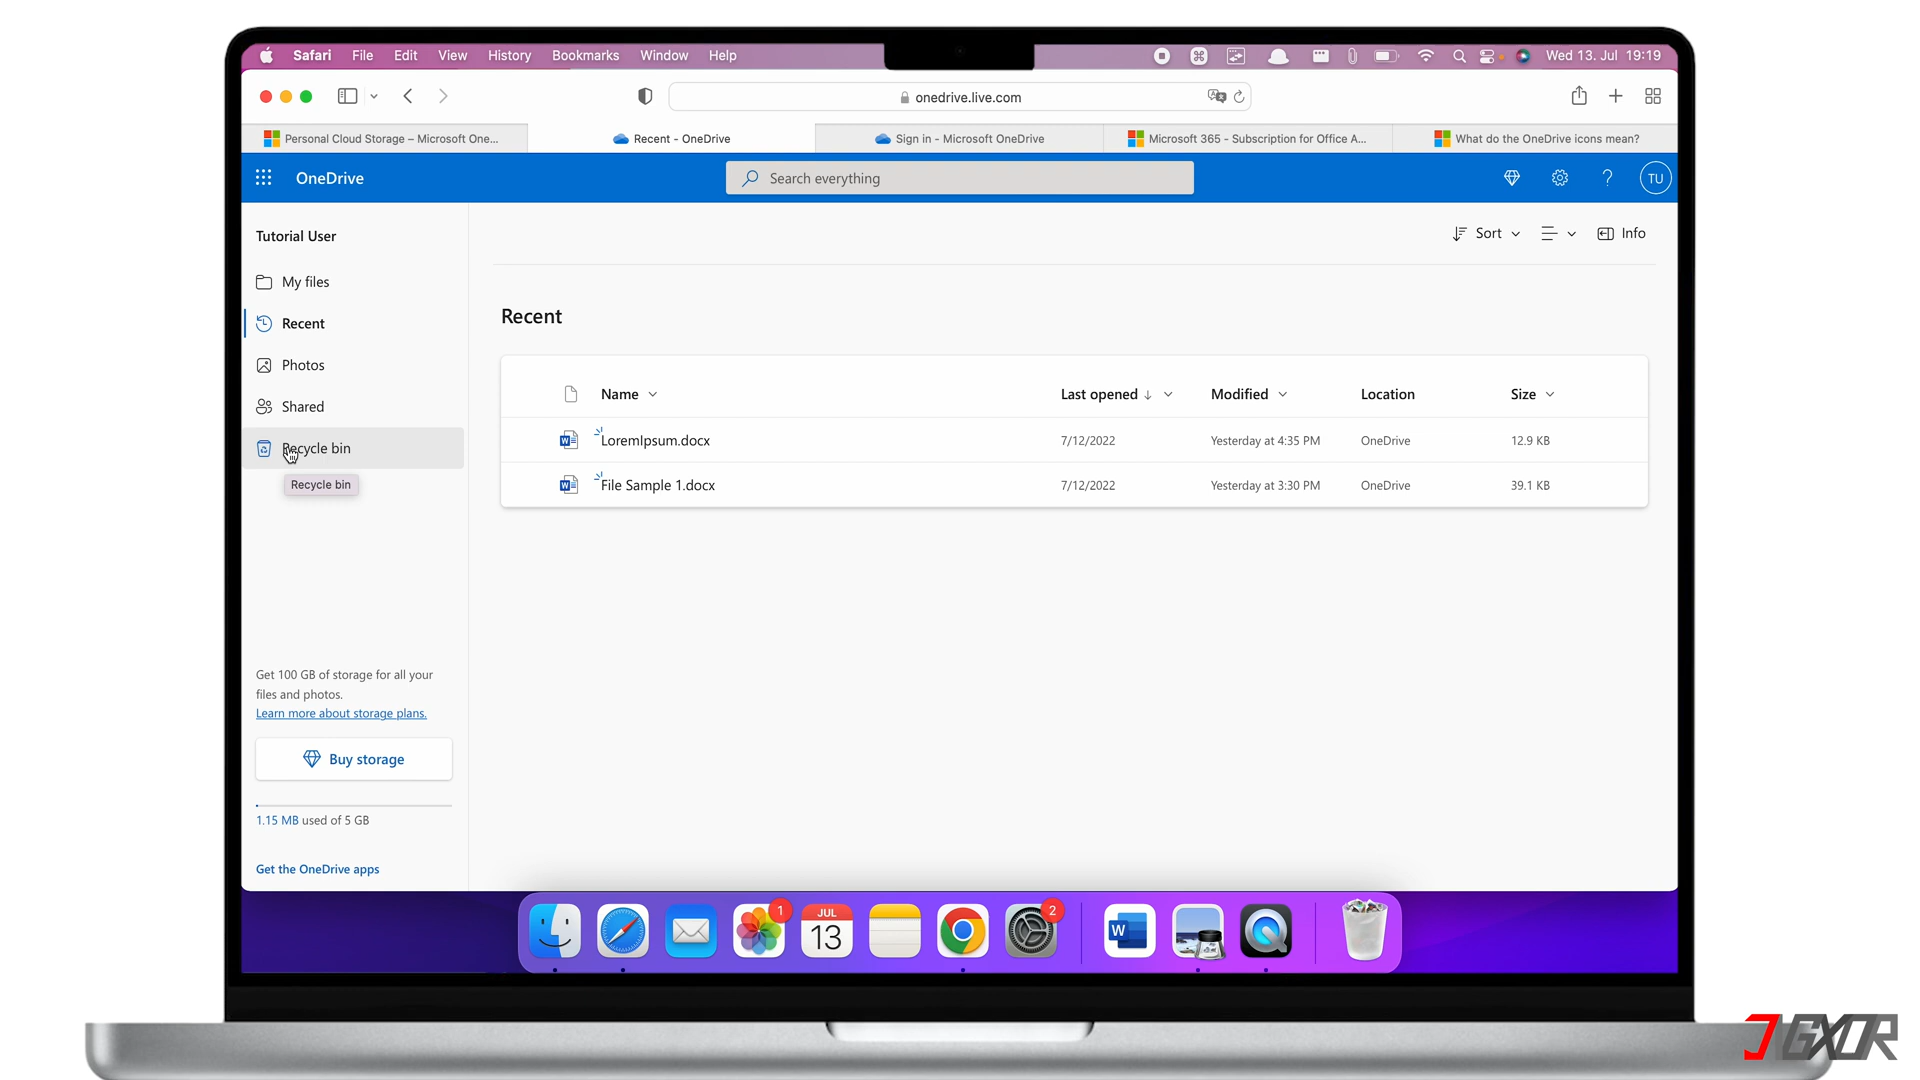 Safari File Edit View History Bookmarks Window Help Wed 13. Jul 19:19
onedrive.live.com
Personal Cloud Storage – Microsoft One... Recent - OneDrive Sign in - Microsoft OneDrive Microsoft 365 - Subscription for Office A... What do the OneDrive icons mean?
OneDrive Search everything ? TU
Tutorial User
Sort Info
My files
Recent
Photos
Shared
Recycle bin
Recycle bin
Recent
Name Last opened ↓ Modified Location Size
LoremIpsum.docx 7/12/2022 Yesterday at 4:35 PM OneDrive 12.9 KB
File Sample 1.docx 7/12/2022 Yesterday at 3:30 PM OneDrive 39.1 KB
Get 100 GB of storage for all your
files and photos.
Learn more about storage plans.
Buy storage
1.15 MB used of 5 GB
Get the OneDrive apps
1
JUL
13
2
W
JGXOR